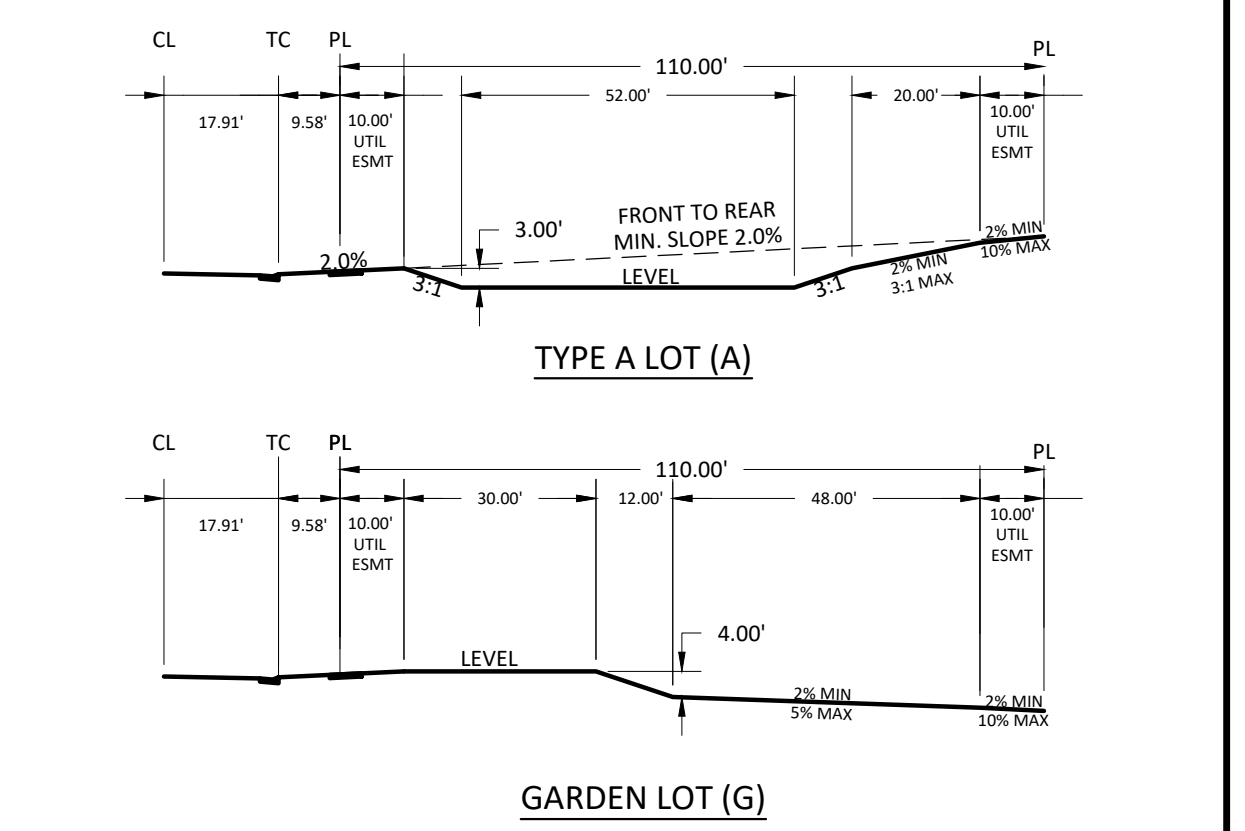 CL TC PL PL
110.00'
52.00' 20.00'
17.91' 9.58' 10.00' 10.00'
UTIL UTIL
ESMT ESMT
3.00' FRONT TO REAR
MIN. SLOPE 2.0%
2.0% 2% MIN
10% MAX
3:1 LEVEL 3:1 2% MIN
3:1 MAX
TYPE A LOT (A)
CL TC PL PL
110.00'
30.00' 12.00' 48.00'
17.91' 9.58' 10.00' 10.00'
UTIL UTIL
ESMT ESMT
4.00'
LEVEL
2% MIN 2% MIN
5% MAX 10% MAX
GARDEN LOT (G)